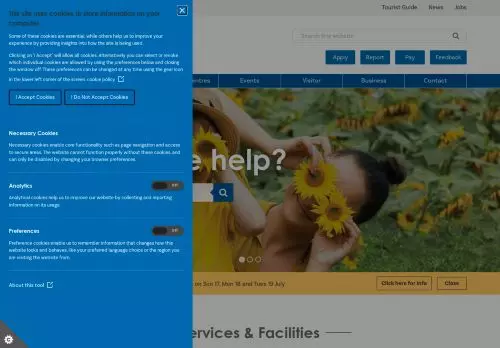 This site uses cookies to store information on your
computer.
Some of these cookies are essential, while others help us to improve your
experience by providing insights into how the site is being used.
Clicking on 'I Accept' will allow all cookies. Alternatively you can select or revoke
which individual cookies are allowed by using the preferences below and closing
the window off. These preferences can be changed at any time using the gear icon
in the lower left corner of the screen. cookie policy
I Accept Cookies
I Do Not Accept Cookies
Necessary Cookies
Necessary cookies enable core functionality such as page navigation and access
to secure areas. The website cannot function properly without these cookies, and
can only be disabled by changing your browser preferences.
Analytics
Off
Analytical cookies help us to improve our website by collecting and reporting
information on its usage.
Preferences
Off
Preference cookies enable us to remember information that changes how this
website looks and behaves, like your preferred language choice or the region you
are visiting the website from.
About this tool
Tourist Guide
News
Jobs
Search this website
Apply
Report
Pay
Feedback
entres
Events
Visitor
Business
Contact
e help?
on Sun 17, Mon 18 and Tues 19 July
Click here for info
Close
ervices & Facilities